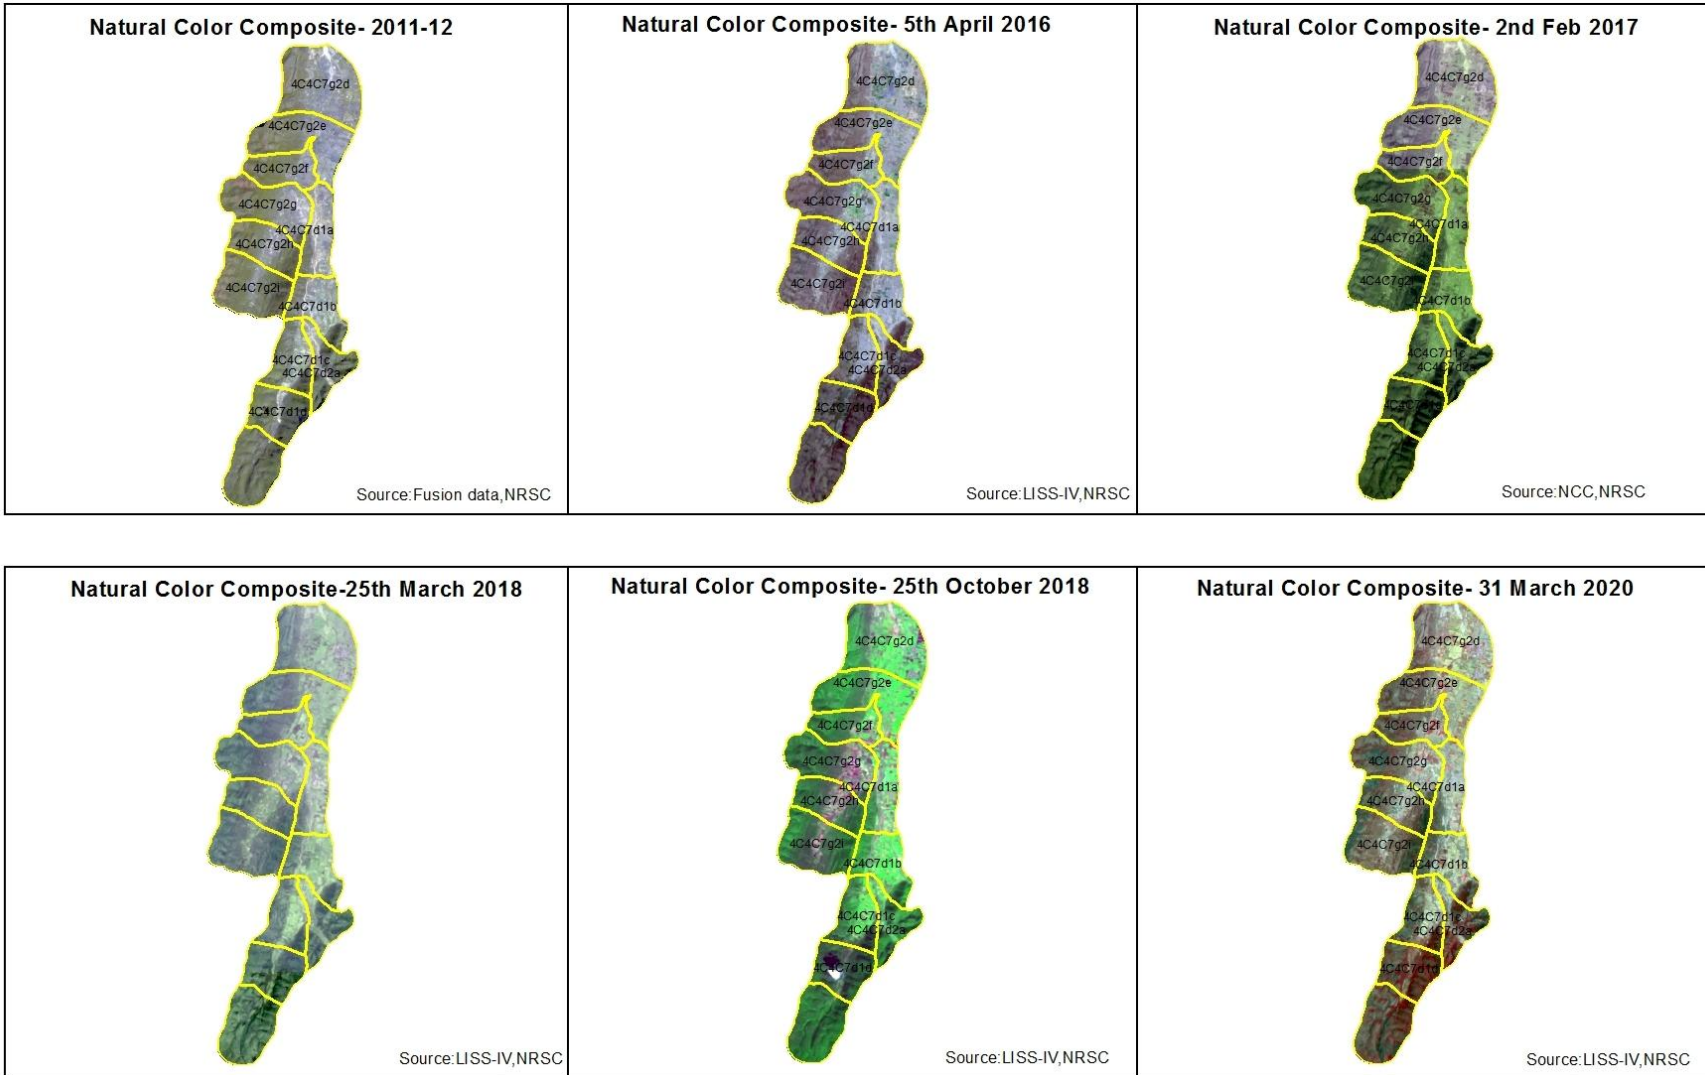 Natural Color Composite- 2011-12
4C4C7g2d
4C4C7g2e
4C4C7g2f
4C4C7g2g
4C4C7d1a
4C4C7g2h
4C4C7g2i
4C4C7d1b
4C4C7d1c
4C4C7d2a
4C4C7d1d
Source:Fusion data,NRSC
Natural Color Composite- 5th April 2016
4C4C7g2d
4C4C7g2e
4C4C7g2f
4C4C7g2g
4C4C7d1a
4C4C7g2h
4C4C7g2i
4C4C7d1b
4C4C7d1c
4C4C7d2a
4C4C7d1d
Source:LISS-IV,NRSC
Natural Color Composite- 2nd Feb 2017
4C4C7g2d
4C4C7g2e
4C4C7g2f
4C4C7g2g
4C4C7d1a
4C4C7g2h
4C4C7g2i
4C4C7d1b
4C4C7d1c
4C4C7d2a
Source:NCC,NRSC
Natural Color Composite-25th March 2018
Source:LISS-IV,NRSC
Natural Color Composite- 25th October 2018
4C4C7g2d
4C4C7g2e
4C4C7g2f
4C4C7g2g
4C4C7d1a
4C4C7g2h
4C4C7g2i
4C4C7d1b
4C4C7d1c
4C4C7d2a
4C4C7d1d
Source:LISS-IV,NRSC
Natural Color Composite- 31 March 2020
4C4C7g2d
4C4C7g2e
4C4C7g2f
4C4C7g2g
4C4C7d1a
4C4C7g2h
4C4C7g2i
4C4C7d1b
4C4C7d1c
4C4C7d2a
4C4C7d1d
Source:LISS-IV,NRSC